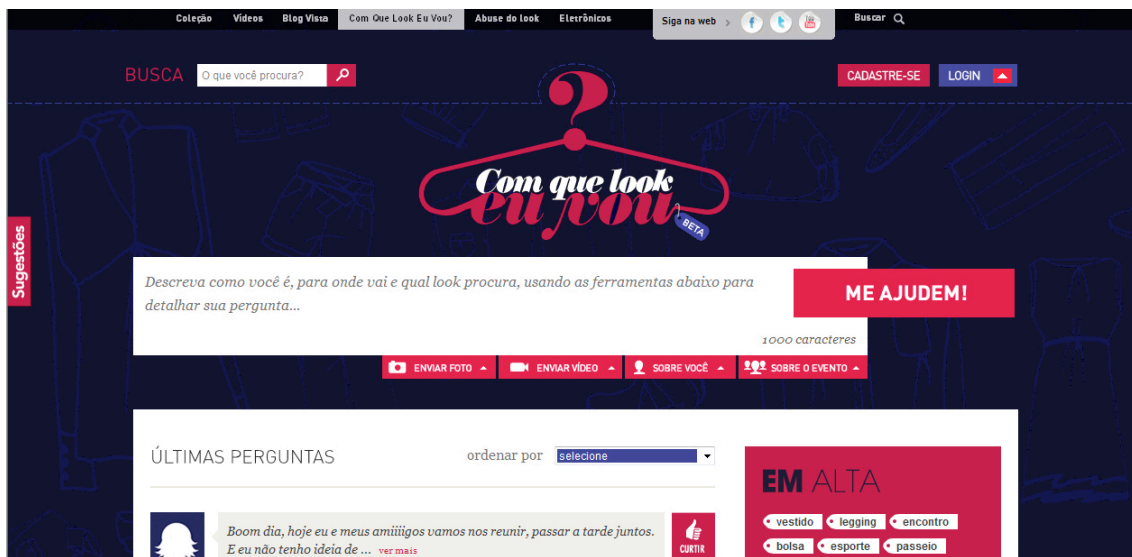 Coleção Vídeos Blog Vista Com Que Look Eu Vou? Abuse do look Eletrônicos Siga na web > Buscar
BUSCA O que você procura? CADASTRE-SE LOGIN
?
Com que look
eu vou
BETA
Sugestões
Descreva como você é, para onde vai e qual look procura, usando as ferramentas abaixo para
detalhar sua pergunta...
ME AJUDEM!
1000 caracteres
ENVIAR FOTO ENVIAR VÍDEO SOBRE VOCÊ SOBRE O EVENTO
ÚLTIMAS PERGUNTAS ordenar por selecione
EM ALTA
vestido legging encontro
bolsa esporte passeio
Boom dia, hoje eu e meus amiiiigos vamos nos reunir, passar a tarde juntos.
E eu não tenho ideia de ... ver mais
CURTIR